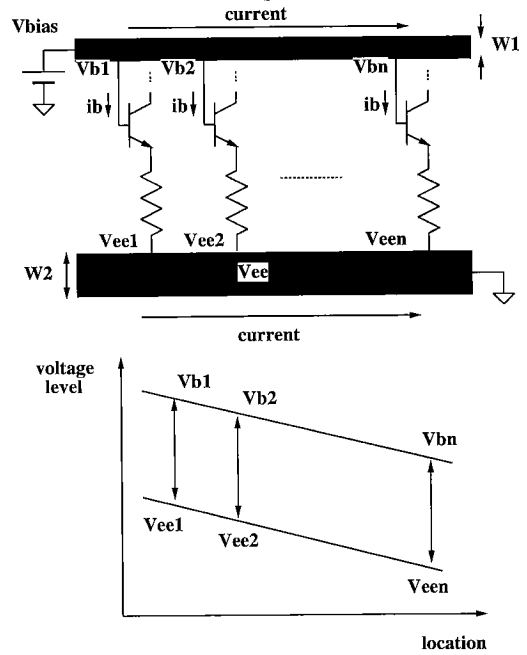 current
Vbias
W1
Vb1 Vb2 Vbn
ib ib ib
Vee1 Vee2 Veen
W2
Vee
current
voltage
level
Vb1
Vb2
Vbn
Vee1
Vee2
Veen
location